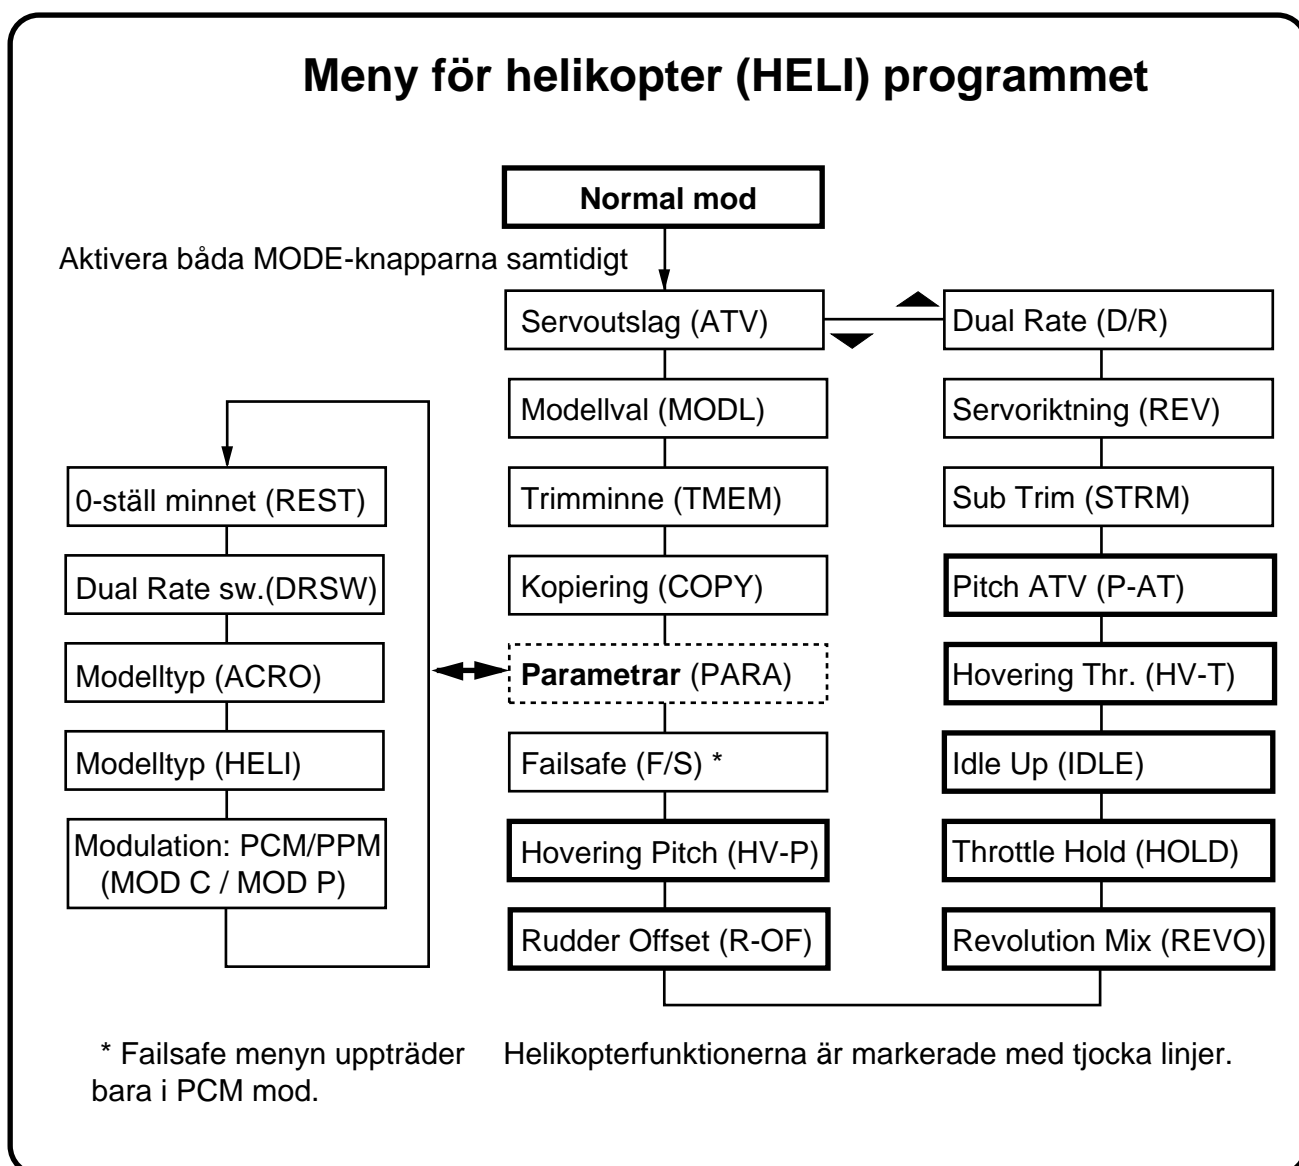 Meny för helikopter (HELI) programmet
Normal mod
Aktivera båda MODE-knapparna samtidigt
Servoutslag (ATV)
Modellval (MODL)
Trimminne (TMEM)
Kopiering (COPY)
Parametrar (PARA)
Failsafe (F/S) *
Hovering Pitch (HV-P)
Rudder Offset (R-OF)
Dual Rate (D/R)
Servoriktning (REV)
Sub Trim (STRM)
Pitch ATV (P-AT)
Hovering Thr. (HV-T)
Idle Up (IDLE)
Throttle Hold (HOLD)
Revolution Mix (REVO)
0-ställ minnet (REST)
Dual Rate sw.(DRSW)
Modelltyp (ACRO)
Modelltyp (HELI)
Modulation: PCM/PPM
(MOD C / MOD P)
* Failsafe menyn uppträder
bara i PCM mod.
Helikopterfunktionerna är markerade med tjocka linjer.